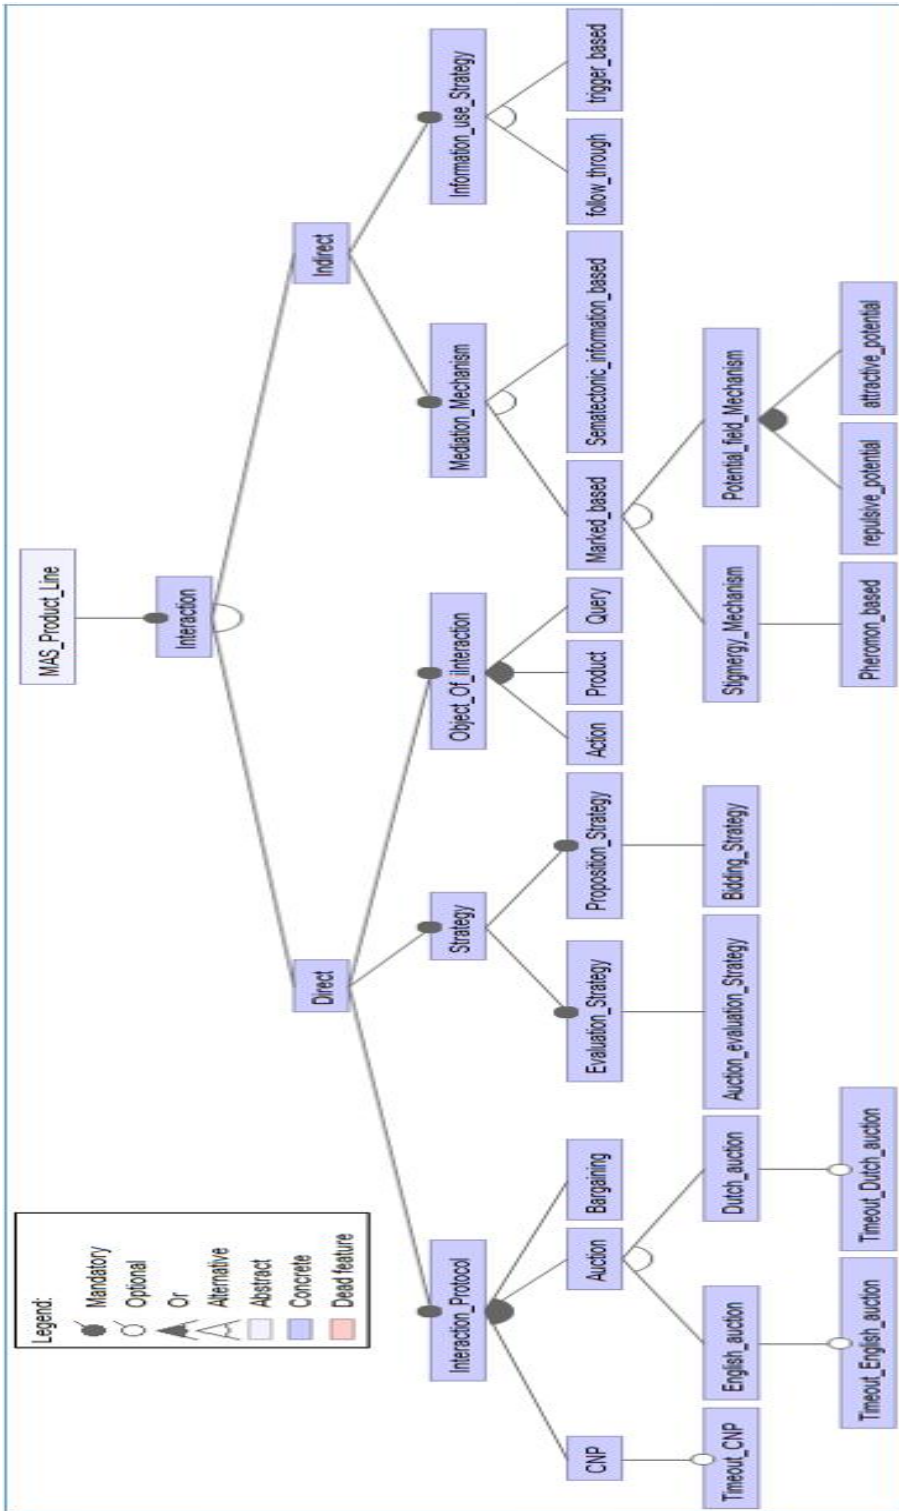 MAS_Product_Line
Interaction
Direct
Indirect
Interaction_Protocol
Strategy
Object_Of_iInteraction
Mediation_Mechanism
Information_use_Strategy
CNP
Auction
Bargaining
Evaluation_Strategy
Proposition_Strategy
Action
Product
Query
Marked_based
Sematectonic_information_based
follow_through
trigger_based
Timeout_CNP
English_auction
Dutch_auction
Auction_evaluation_Strategy
Bidding_Strategy
Stigmergy_Mechanism
Potential_field_Mechanism
Timeout_English_auction
Timeout_Dutch_auction
Pheromon_based
repulsive_potential
attractive_potential
Legend:
Mandatory
Optional
Or
Alternative
Abstract
Concrete
Dead feature